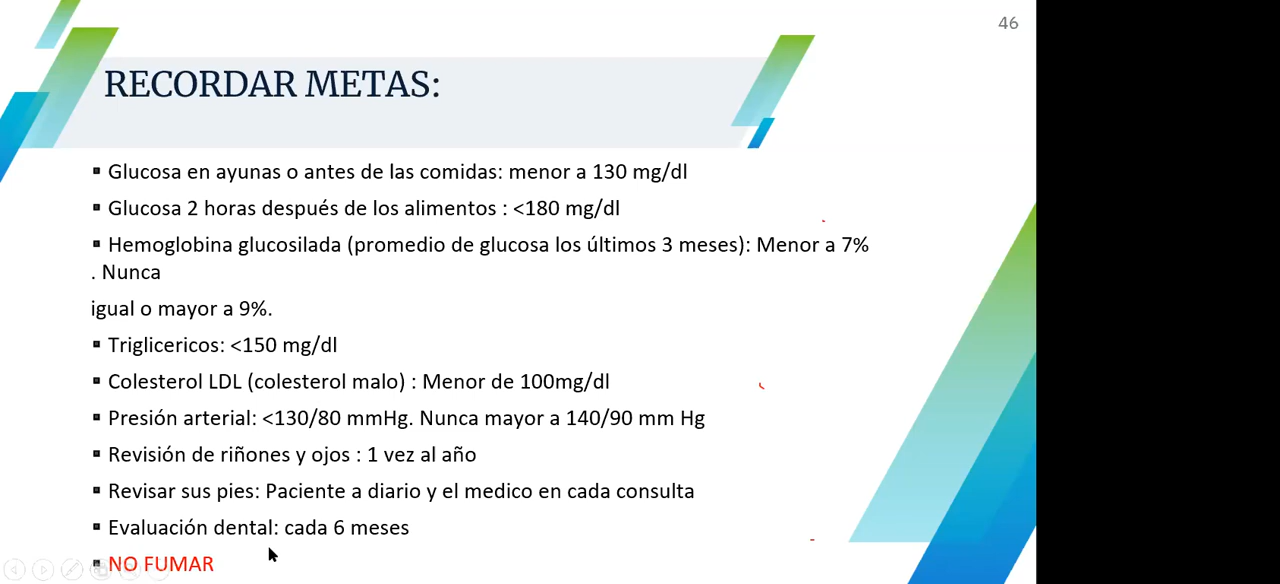 46
RECORDAR METAS:
▪ Glucosa en ayunas o antes de las comidas: menor a 130 mg/dl
▪ Glucosa 2 horas después de los alimentos : <180 mg/dl
▪ Hemoglobina glucosilada (promedio de glucosa los últimos 3 meses): Menor a 7%
. Nunca
igual o mayor a 9%.
▪ Triglicericos: <150 mg/dl
▪ Colesterol LDL (colesterol malo) : Menor de 100mg/dl
▪ Presión arterial: <130/80 mmHg. Nunca mayor a 140/90 mm Hg
▪ Revisión de riñones y ojos : 1 vez al año
▪ Revisar sus pies: Paciente a diario y el medico en cada consulta
▪ Evaluación dental: cada 6 meses
▪ NO FUMAR